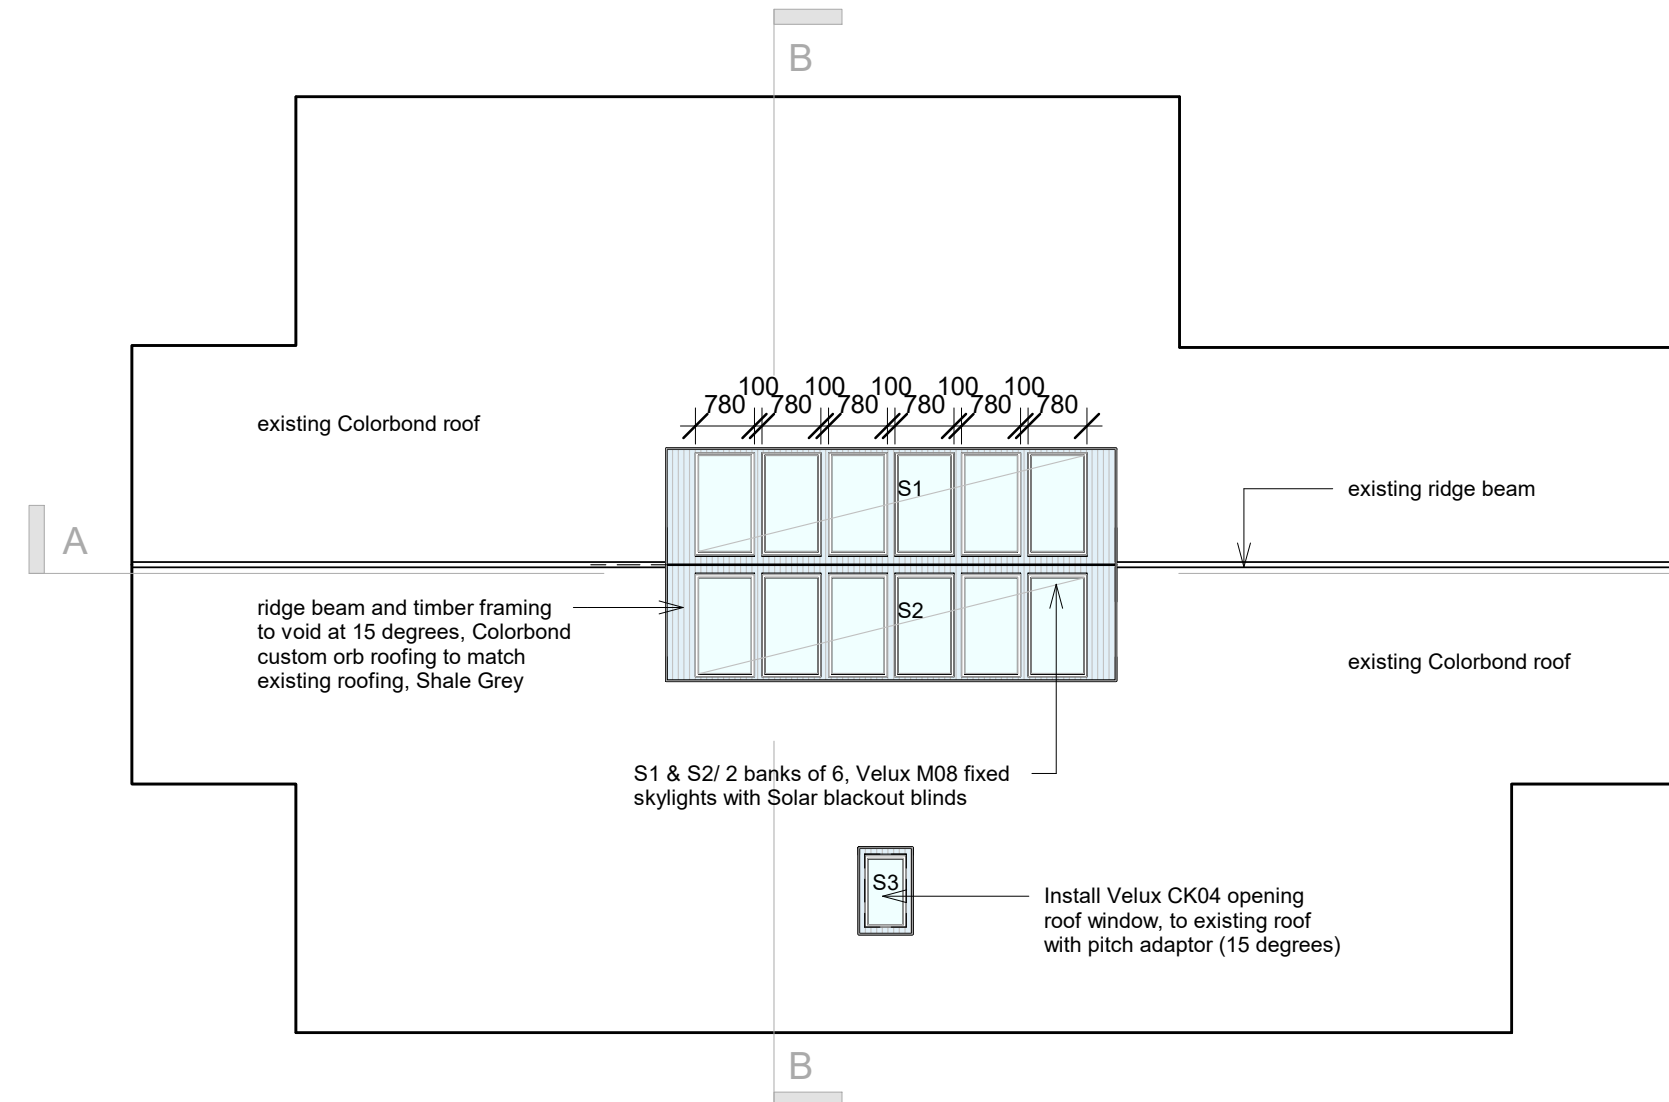 B
existing Colorbond roof
100 100 100 100 100
780 780 780 780 780 780
S1
existing ridge beam
A
ridge beam and timber framing
to void at 15 degrees, Colorbond
custom orb roofing to match
existing roofing, Shale Grey
S2
existing Colorbond roof
S1 & S2/ 2 banks of 6, Velux M08 fixed
skylights with Solar blackout blinds
S3
Install Velux CK04 opening
roof window, to existing roof
with pitch adaptor (15 degrees)
B